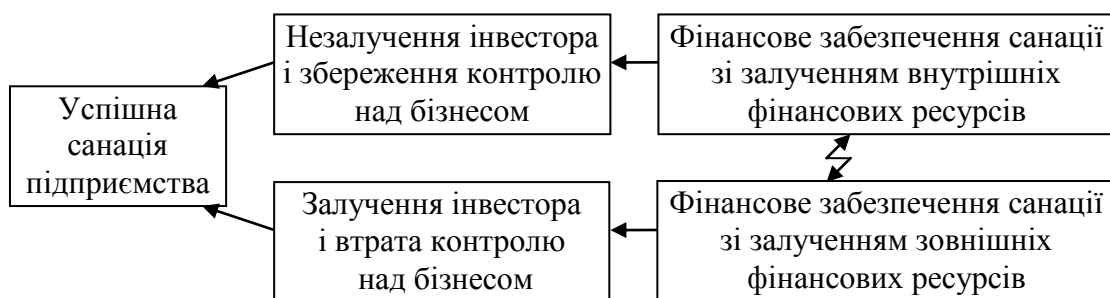 Незалучення інвестора
і збереження контролю
над бізнесом
Фінансове забезпечення санації
зі залученням внутрішніх
фінансових ресурсів
Успішна
санація
підприємства
Залучення інвестора
і втрата контролю
над бізнесом
Фінансове забезпечення санації
зі залученням зовнішніх
фінансових ресурсів